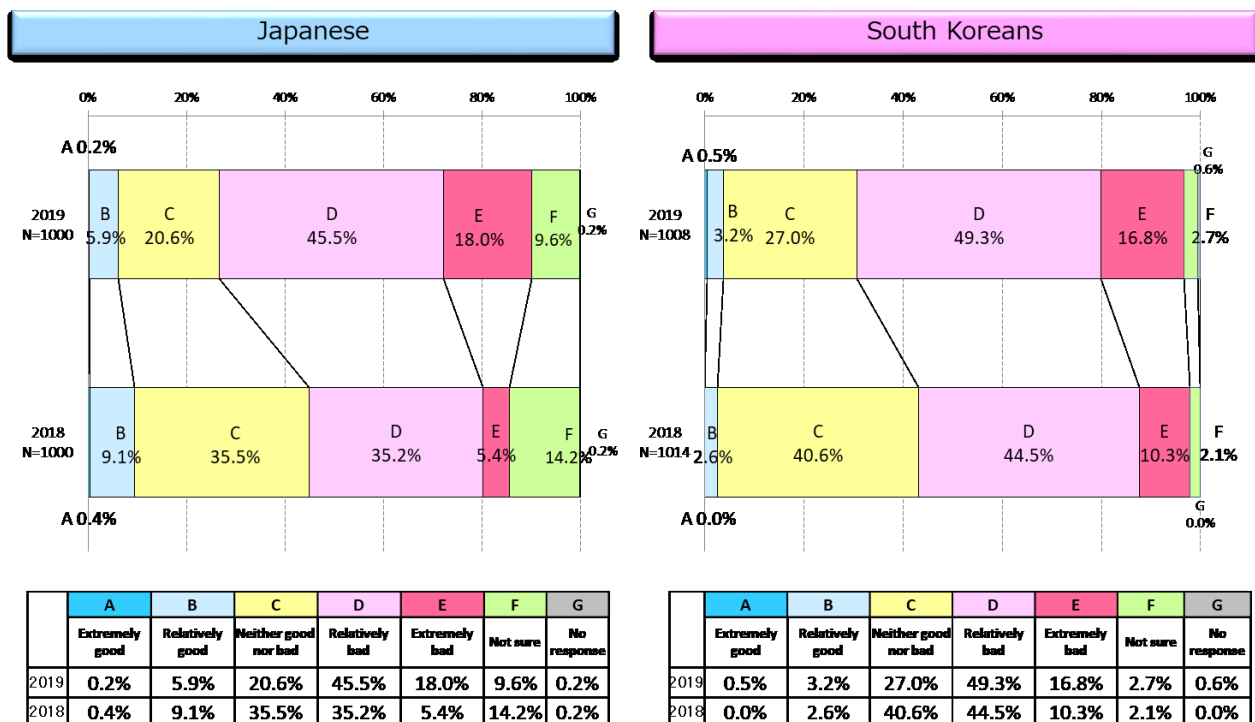 Japanese
0% 20% 40% 60% 80% 100%
A 0.2%
2019
N=1000
B
5.9%
C
20.6%
D
45.5%
E
18.0%
F
9.6%
G
0.2%
2018
N=1000
B
9.1%
C
35.5%
D
35.2%
E
5.4%
F
14.2%
G
0.2%
A 0.4%
A B C D E F G
Extremely good Relatively good Neither good nor bad Relatively bad Extremely bad Not sure No response
2019 0.2% 5.9% 20.6% 45.5% 18.0% 9.6% 0.2%
2018 0.4% 9.1% 35.5% 35.2% 5.4% 14.2% 0.2%
South Koreans
0% 20% 40% 60% 80% 100%
A 0.5%
G
0.6%
2019
N=1008
B
3.2%
C
27.0%
D
49.3%
E
16.8%
F
2.7%
2018
N=1014
B
2.6%
C
40.6%
D
44.5%
E
10.3%
F
2.1%
G
0.0%
A 0.0%
A B C D E F G
Extremely good Relatively good Neither good nor bad Relatively bad Extremely bad Not sure No response
2019 0.5% 3.2% 27.0% 49.3% 16.8% 2.7% 0.6%
2018 0.0% 2.6% 40.6% 44.5% 10.3% 2.1% 0.0%